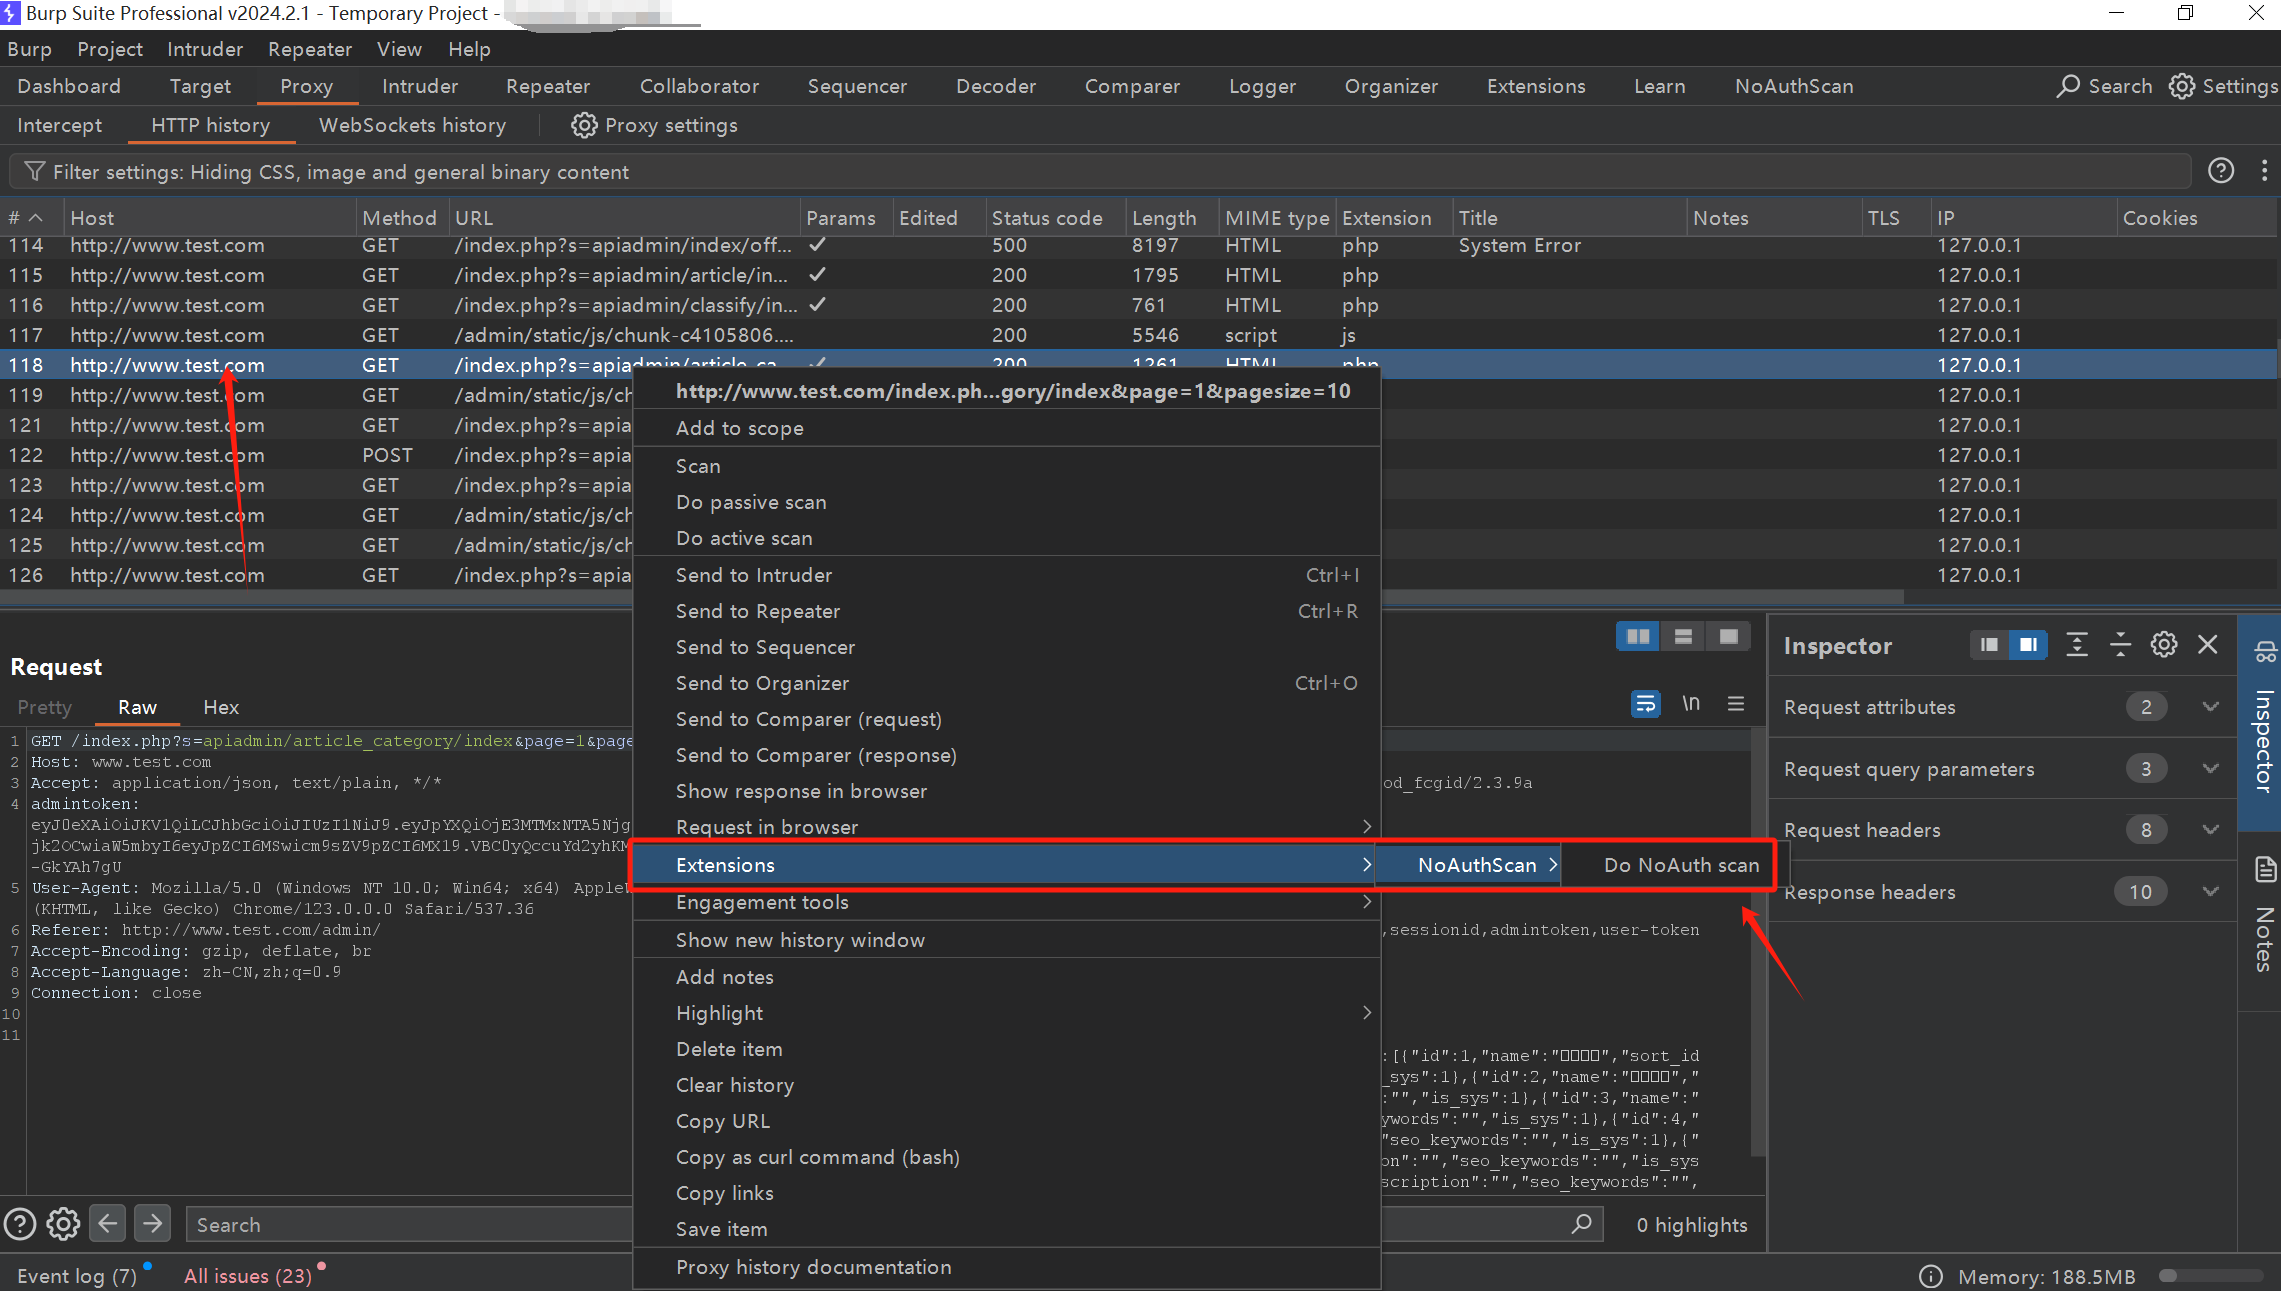 Burp Suite Professional v2024.2.1 - Temporary Project -
Burp Project Intruder Repeater View Help
Dashboard Target Proxy Intruder Repeater Collaborator Sequencer Decoder Comparer Logger Organizer Extensions Learn NoAuthScan Search Settings
Intercept HTTP history WebSockets history Proxy settings
Filter settings: Hiding CSS, image and general binary content
# Host Method URL Params Edited Status code Length MIME type Extension Title Notes TLS IP Cookies
114 http://www.test.com GET /index.php?s=apiadmin/index/off... ✓ 500 8197 HTML php System Error 127.0.0.1
115 http://www.test.com GET /index.php?s=apiadmin/article/in... ✓ 200 1795 HTML php 127.0.0.1
116 http://www.test.com GET /index.php?s=apiadmin/classify/in... ✓ 200 761 HTML php 127.0.0.1
117 http://www.test.com GET /admin/static/js/chunk-c4105806.... 200 5546 script js 127.0.0.1
118 http://www.test.com GET /index.php?s=apiadmin/article_ca... ✓ 200 1261 HTML php 127.0.0.1
119 http://www.test.com GET /admin/static/js/ch 127.0.0.1
121 http://www.test.com GET /index.php?s=apia 127.0.0.1
122 http://www.test.com POST /index.php?s=apia 127.0.0.1
123 http://www.test.com GET /index.php?s=apia 127.0.0.1
124 http://www.test.com GET /admin/static/js/ch 127.0.0.1
125 http://www.test.com GET /admin/static/js/ch 127.0.0.1
126 http://www.test.com GET /index.php?s=apia 127.0.0.1
http://www.test.com/index.ph...gory/index&page=1&pagesize=10
Add to scope
Scan
Do passive scan
Do active scan
Send to Intruder Ctrl+I
Send to Repeater Ctrl+R
Send to Sequencer
Send to Organizer Ctrl+O
Send to Comparer (request)
Send to Comparer (response)
Show response in browser
Request in browser
Extensions NoAuthScan Do NoAuth scan
Engagement tools
Show new history window
Add notes
Highlight
Delete item
Clear history
Copy URL
Copy as curl command (bash)
Copy links
Save item
Proxy history documentation
Request
Pretty Raw Hex
1 GET /index.php?s=apiadmin/article_category/index&page=1&page
2 Host: www.test.com
3 Accept: application/json, text/plain, */*
4 admintoken:
eyJ0eXAiOiJKV1QiLCJhbGciOiJIUzI1NiJ9.eyJpYXQiOjE3MTMxNTA5Njg
jk2OCwiaW5mbyI6eyJpZCI6MSwicm9sZV9pZCI6MX19.VBC0yQccuYd2yhKM
-GkYAh7gU
5 User-Agent: Mozilla/5.0 (Windows NT 10.0; Win64; x64) AppleW
(KHTML, like Gecko) Chrome/123.0.0.0 Safari/537.36
6 Referer: http://www.test.com/admin/
7 Accept-Encoding: gzip, deflate, br
8 Accept-Language: zh-CN,zh;q=0.9
9 Connection: close
10
11
\n
od_fcgid/2.3.9a
,sessionid,admintoken,user-token
:[{"id":1,"name":"□□□□","sort_id
_sys":1},{"id":2,"name":"□□□□","
:"","is_sys":1},{"id":3,"name":"
ywords":"","is_sys":1},{"id":4,"
"seo_keywords":"","is_sys":1},{"
on":"","seo_keywords":"","is_sys
scription":"","seo_keywords":"",
Inspector
Request attributes 2
Request query parameters 3
Request headers 8
Response headers 10
Inspector
Notes
Search 0 highlights
Event log (7) All issues (23) Memory: 188.5MB